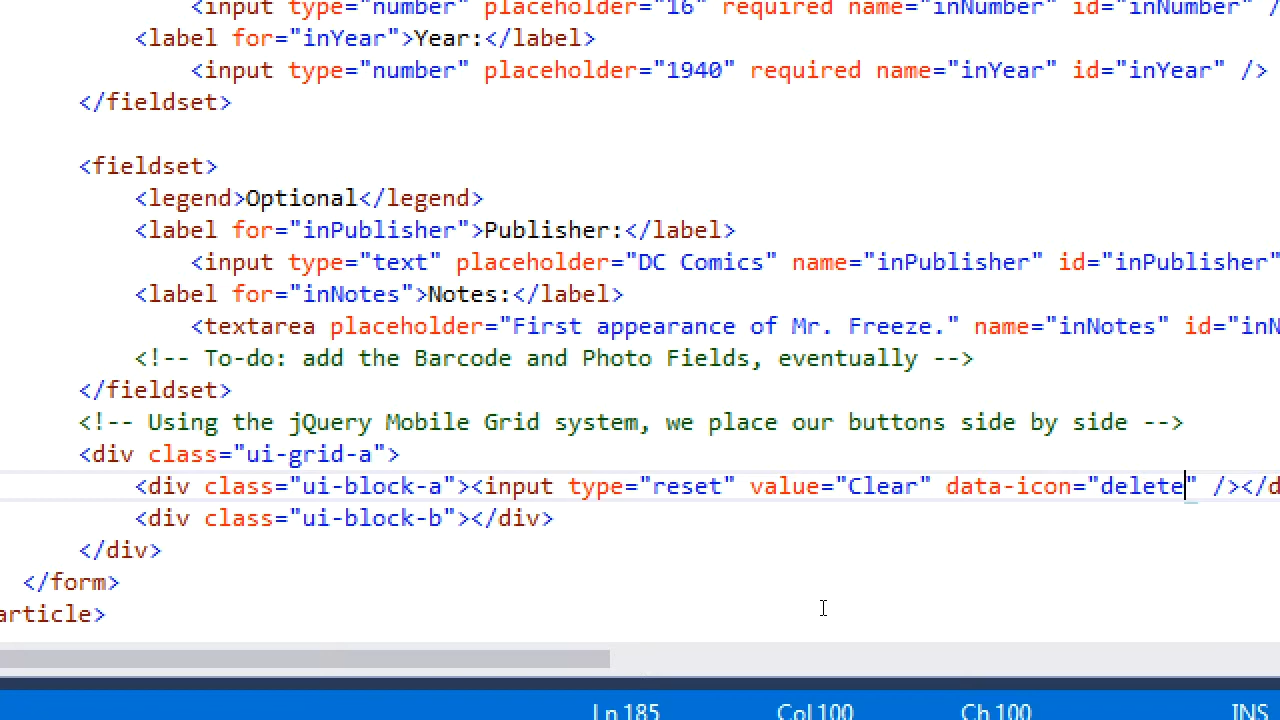 <input type="number" placeholder="16" required name="inNumber" id="inNumber" /
<label for="inYear">Year:</label>
<input type="number" placeholder="1940" required name="inYear" id="inYear" />
</fieldset>
<fieldset>
<legend>Optional</legend>
<label for="inPublisher">Publisher:</label>
<input type="text" placeholder="DC Comics" name="inPublisher" id="inPublisher"
<label for="inNotes">Notes:</label>
<textarea placeholder="First appearance of Mr. Freeze." name="inNotes" id="inN
<!-- To-do: add the Barcode and Photo Fields, eventually -->
</fieldset>
<!-- Using the jQuery Mobile Grid system, we place our buttons side by side -->
<div class="ui-grid-a">
<div class="ui-block-a"><input type="reset" value="Clear" data-icon="delete" /></d
<div class="ui-block-b"></div>
</div>
</form>
article>
Ln 185 Col 100 Ch 100 INS